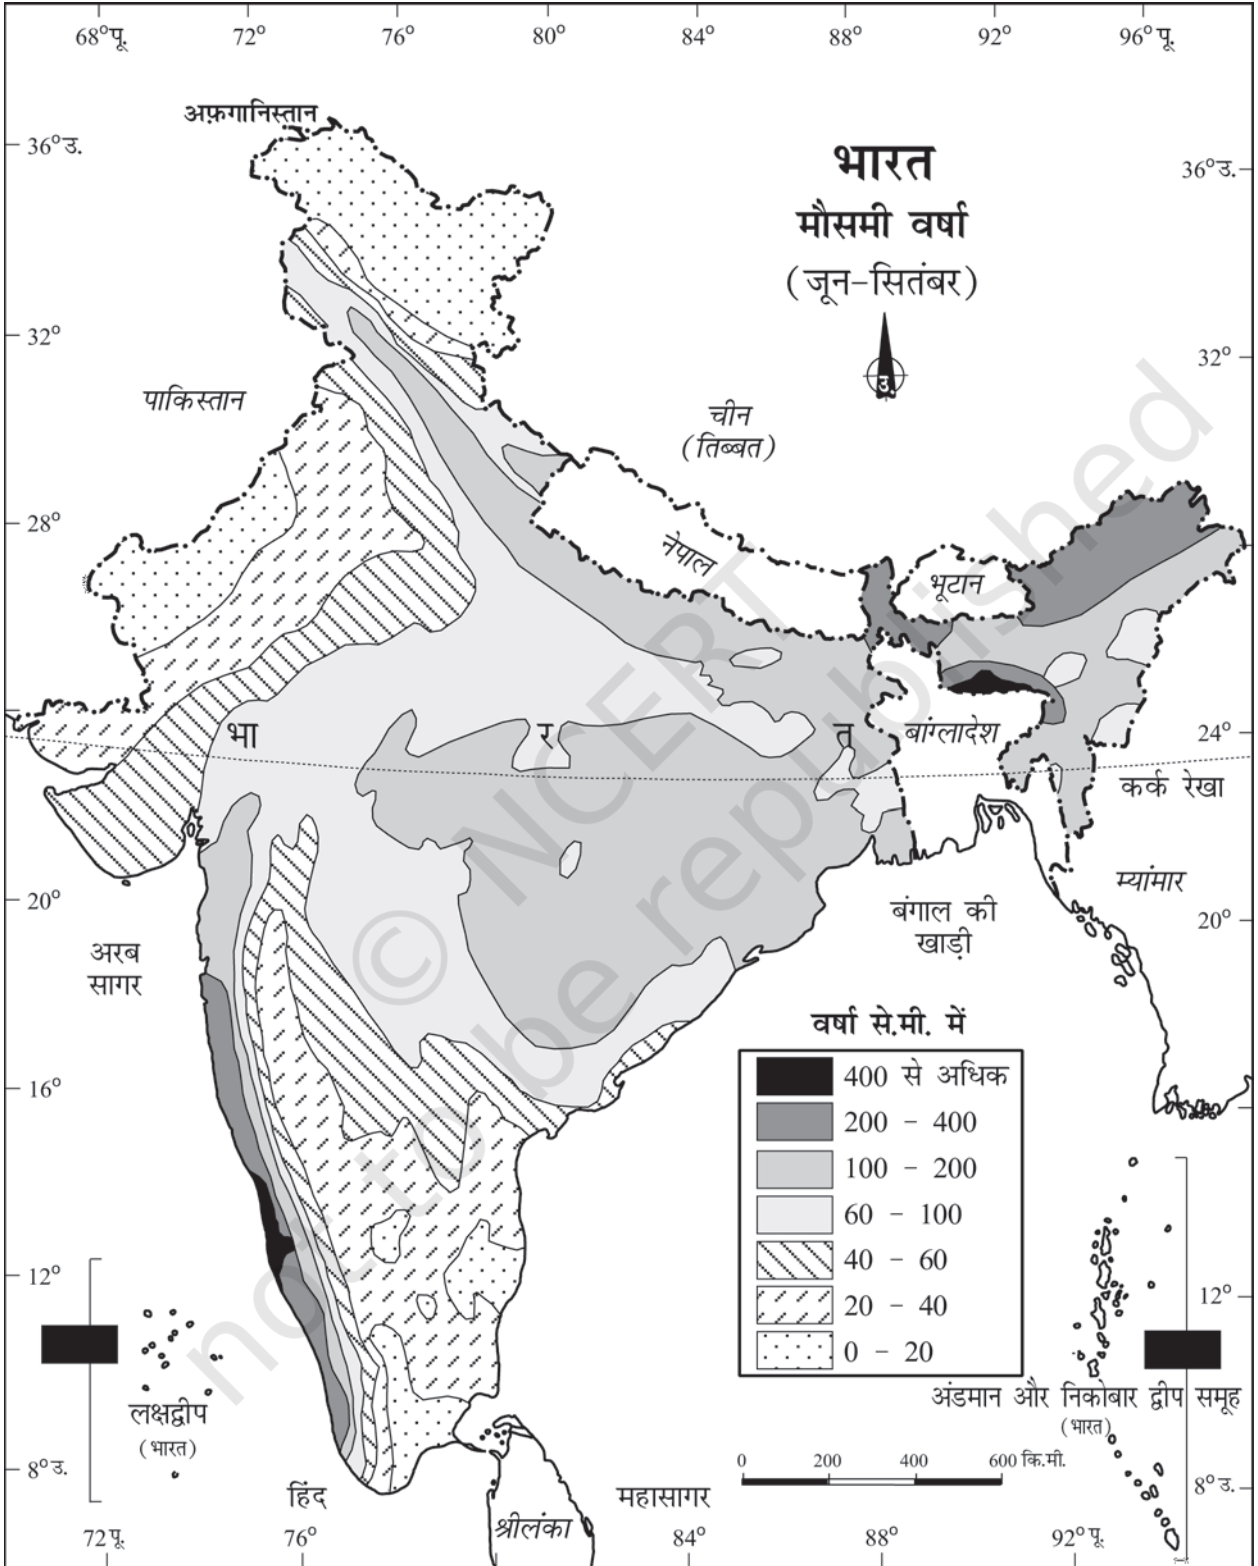 68°पू. 72° 76° 80° 84° 88° 92° 96°पू.
अफ़गानिस्तान
36°उ.
36°उ.
भारत
मौसमी वर्षा
(जून-सितंबर)
उ.
32°
32°
पाकिस्तान
चीन
(तिब्बत)
28°
नेपाल
भूटान
भा र त
बांग्लादेश
24°
कर्क रेखा
म्यांमार
20°
20°
बंगाल की
खाड़ी
अरब
सागर
वर्षा से.मी. में
400 से अधिक
200 - 400
100 - 200
60 - 100
40 - 60
20 - 40
0 - 20
16°
12°
12°
लक्षद्वीप
(भारत)
अंडमान और निकोबार द्वीप समूह
(भारत)
0 200 400 600 कि.मी.
8°उ.
8°उ.
हिंद महासागर
श्रीलंका
72°पू. 76° 84° 88° 92°पू.
© NCERT
not to be republished